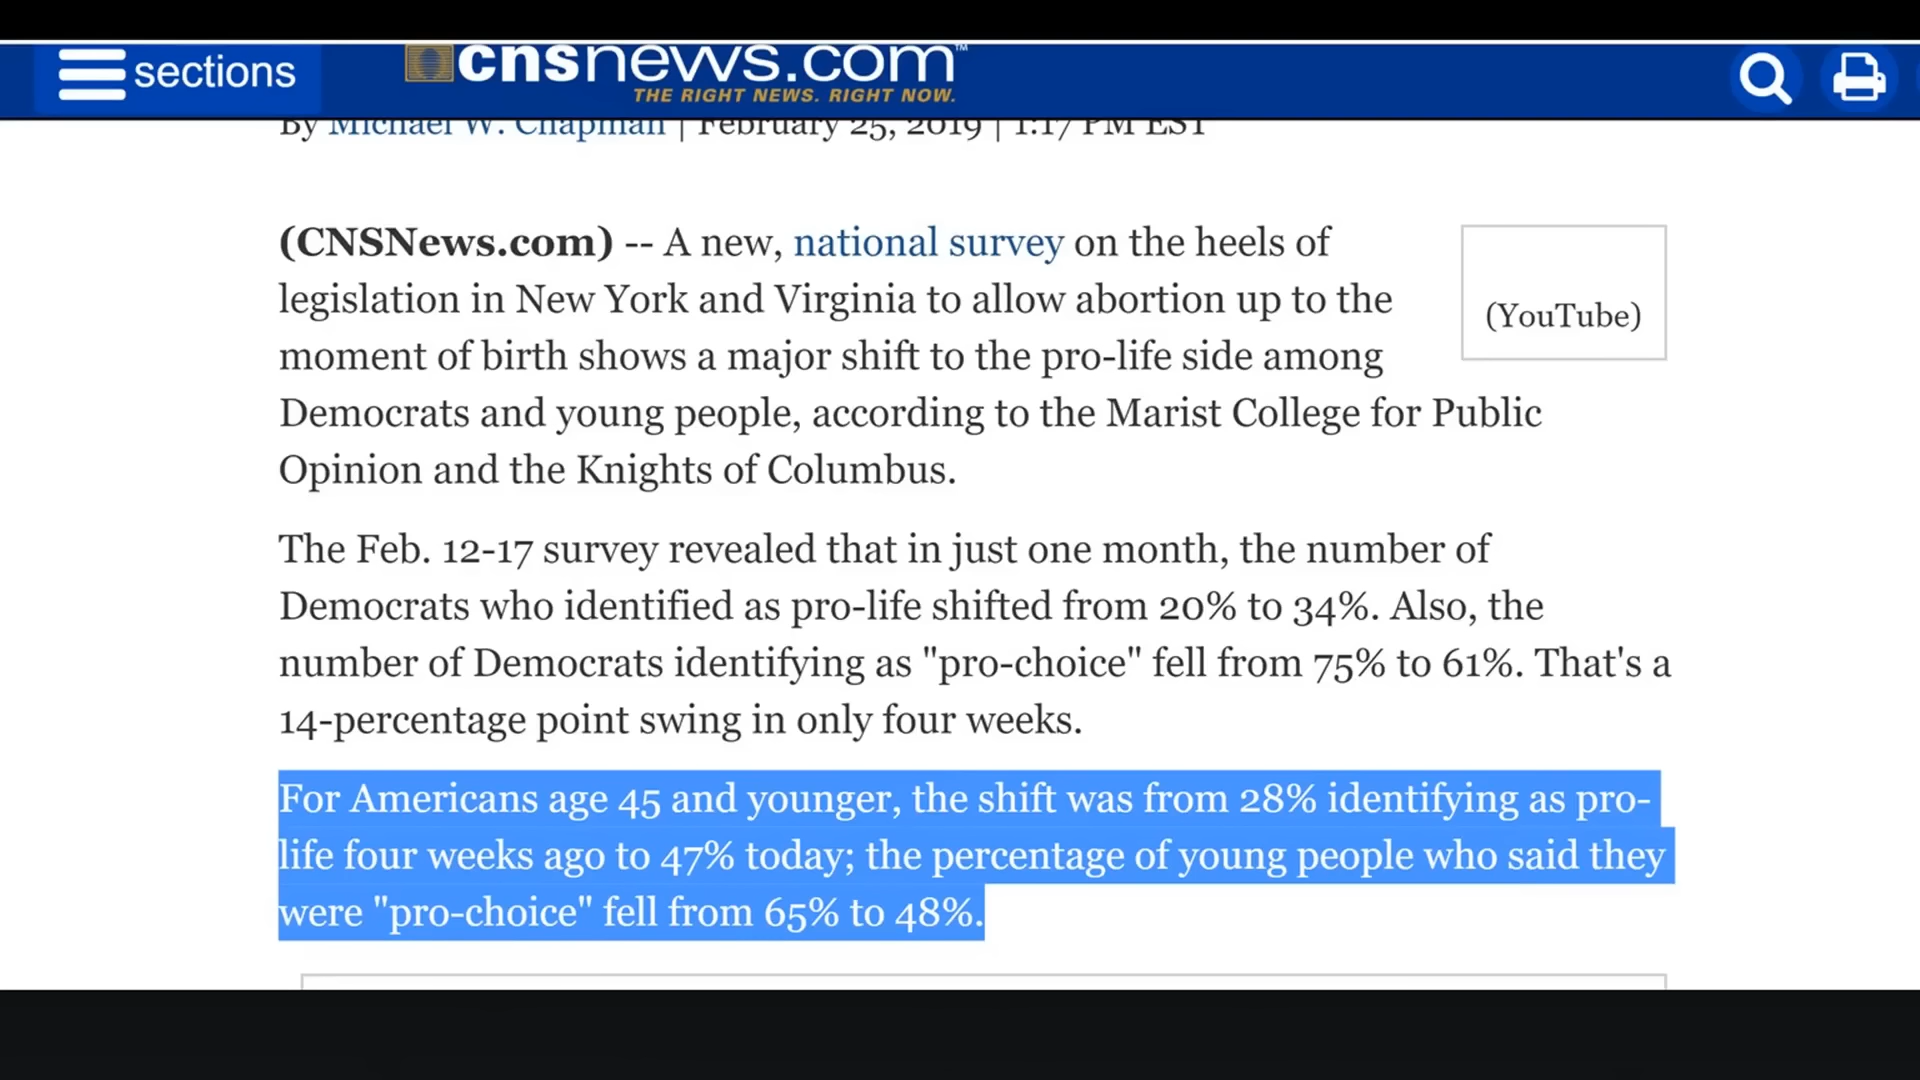 sections
cnsnews.com™
THE RIGHT NEWS. RIGHT NOW.
By Michael W. Chapman | February 25, 2019 | 1:17 PM EST
(CNSNews.com) -- A new, national survey on the heels of
legislation in New York and Virginia to allow abortion up to the
moment of birth shows a major shift to the pro-life side among
Democrats and young people, according to the Marist College for Public
Opinion and the Knights of Columbus.
(YouTube)
The Feb. 12-17 survey revealed that in just one month, the number of
Democrats who identified as pro-life shifted from 20% to 34%. Also, the
number of Democrats identifying as "pro-choice" fell from 75% to 61%. That's a
14-percentage point swing in only four weeks.
For Americans age 45 and younger, the shift was from 28% identifying as pro-
life four weeks ago to 47% today; the percentage of young people who said they
were "pro-choice" fell from 65% to 48%.